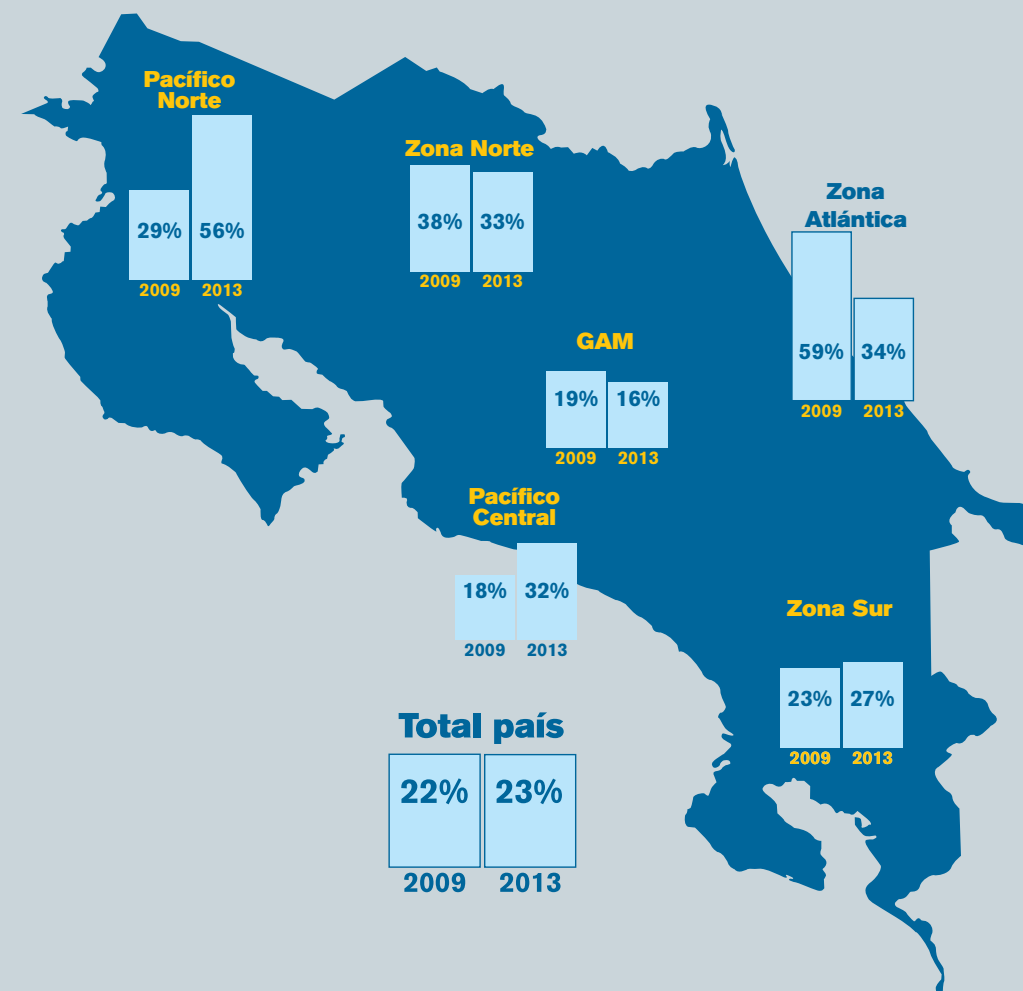 Pacífico
Norte
29% 56%
2009 2013
Zona Norte
38% 33%
2009 2013
Zona
Atlántica
59% 34%
2009 2013
GAM
19% 16%
2009 2013
Pacífico
Central
18% 32%
2009 2013
Zona Sur
23% 27%
2009 2013
Total país
22% 23%
2009 2013